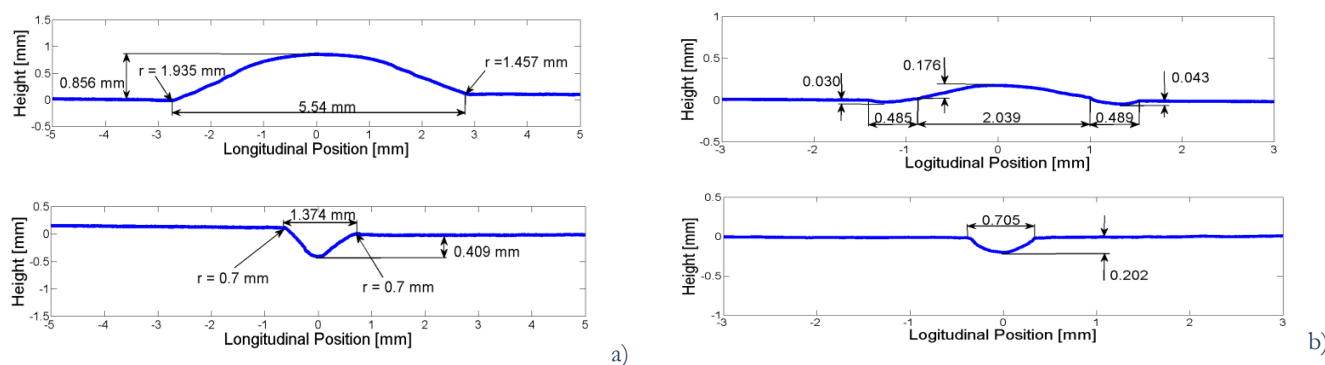 1.5
1
0.5
0
-0.5
Height [mm]
0.856 mm
r = 1.935 mm
r =1.457 mm
5.54 mm
-5 -4 -3 -2 -1 0 1 2 3 4 5
Longitudinal Position [mm]
0.5
0
-0.5
-1
-1.5
Height [mm]
1.374 mm
0.409 mm
r = 0.7 mm
r = 0.7 mm
-5 -4 -3 -2 -1 0 1 2 3 4 5
Longitudinal Position [mm]
a)
1
0.5
0
-0.5
Height [mm]
0.030
0.176
0.043
0.485
2.039
0.489
-3 -2 -1 0 1 2 3
Logitudinal Position [mm]
0.5
0
-0.5
-1
Height [mm]
0.705
0.202
-3 -2 -1 0 1 2 3
Longitudinal Position [mm]
b)